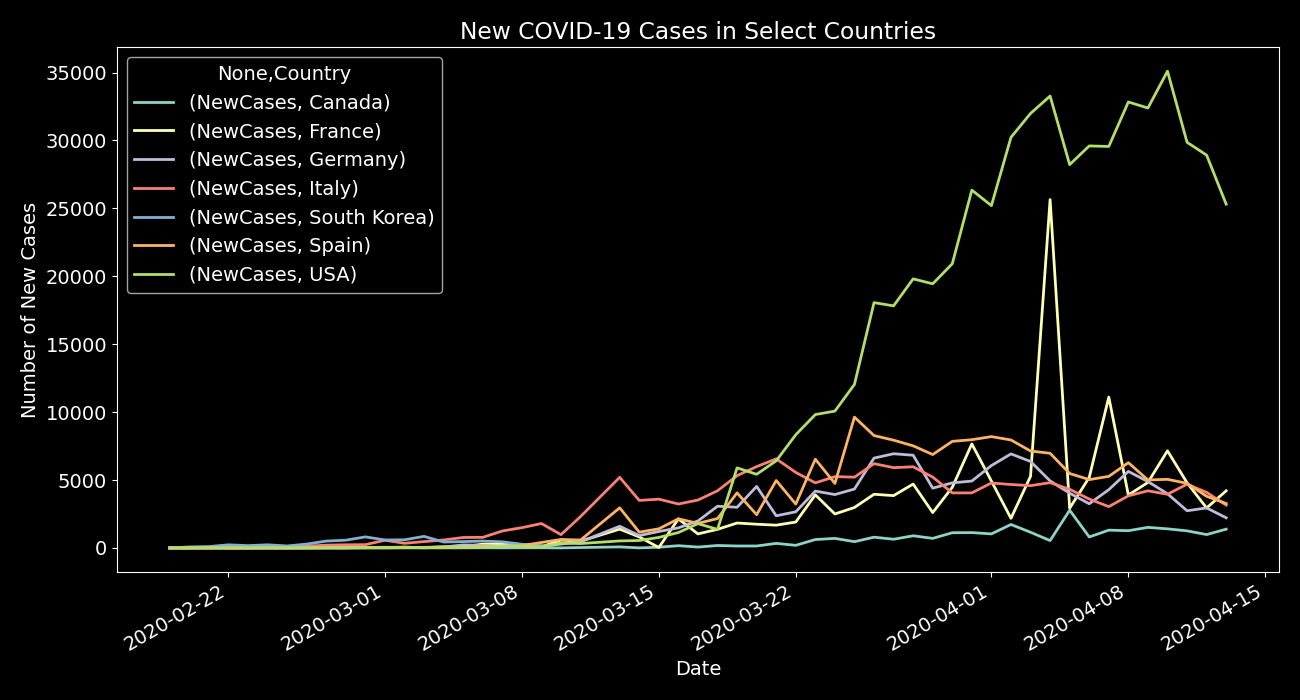 New COVID-19 Cases in Select Countries
None,Country
(NewCases, Canada)
(NewCases, France)
(NewCases, Germany)
(NewCases, Italy)
(NewCases, South Korea)
(NewCases, Spain)
(NewCases, USA)
Number of New Cases
35000
30000
25000
20000
15000
10000
5000
0
2020-02-22
2020-03-01
2020-03-08
2020-03-15
2020-03-22
2020-04-01
2020-04-08
2020-04-15
Date